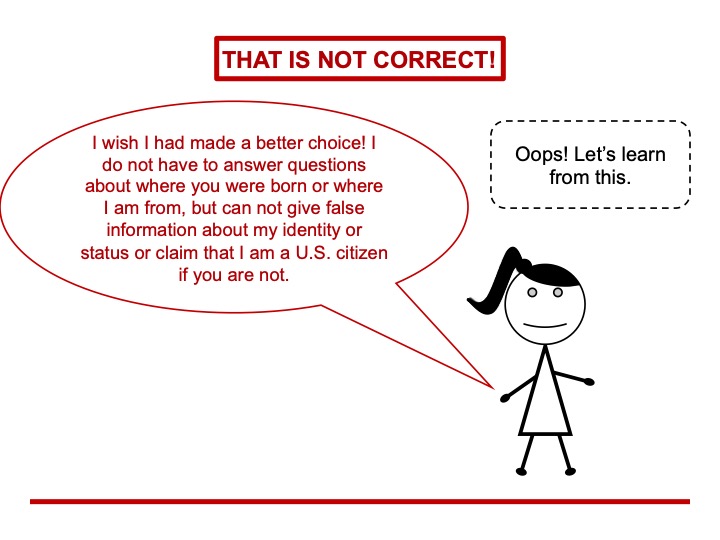 THAT IS NOT CORRECT!
I wish I had made a better choice! I
do not have to answer questions
about where you were born or where
I am from, but can not give false
information about my identity or
status or claim that I am a U.S. citizen
if you are not.
Oops! Let’s learn
from this.